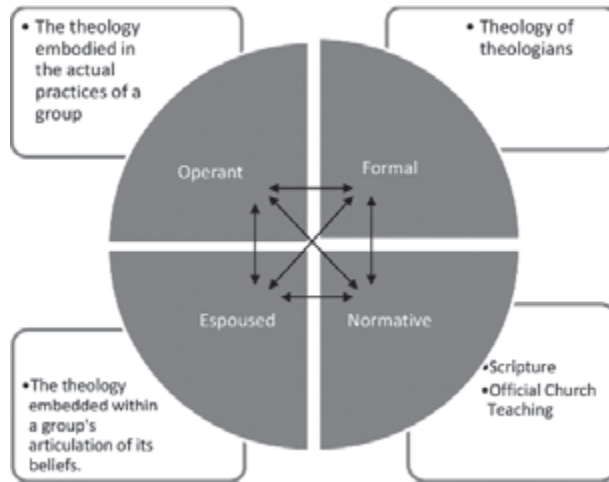 • The theology
embodied in
the actual
practices of a
group
• Theology of
theologians
Operant
Formal
Espoused
Normative
•The theology
embedded within
a group's
articulation of its
beliefs.
•Scripture
•Official Church
Teaching